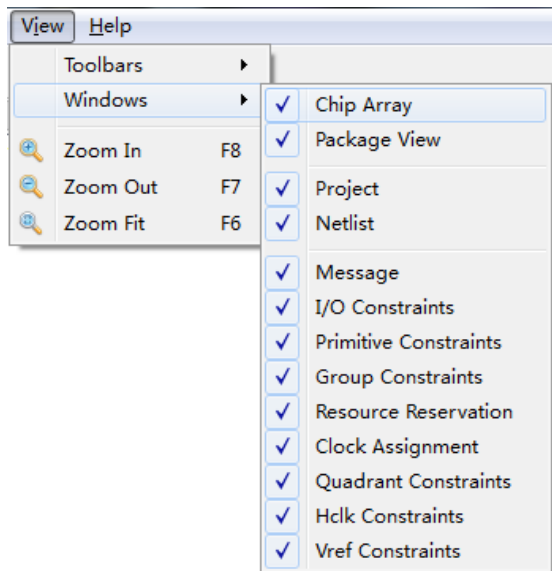 View Help
Toolbars
Windows
Zoom In F8
Zoom Out F7
Zoom Fit F6
Chip Array
Package View
Project
Netlist
Message
I/O Constraints
Primitive Constraints
Group Constraints
Resource Reservation
Clock Assignment
Quadrant Constraints
Hclk Constraints
Vref Constraints